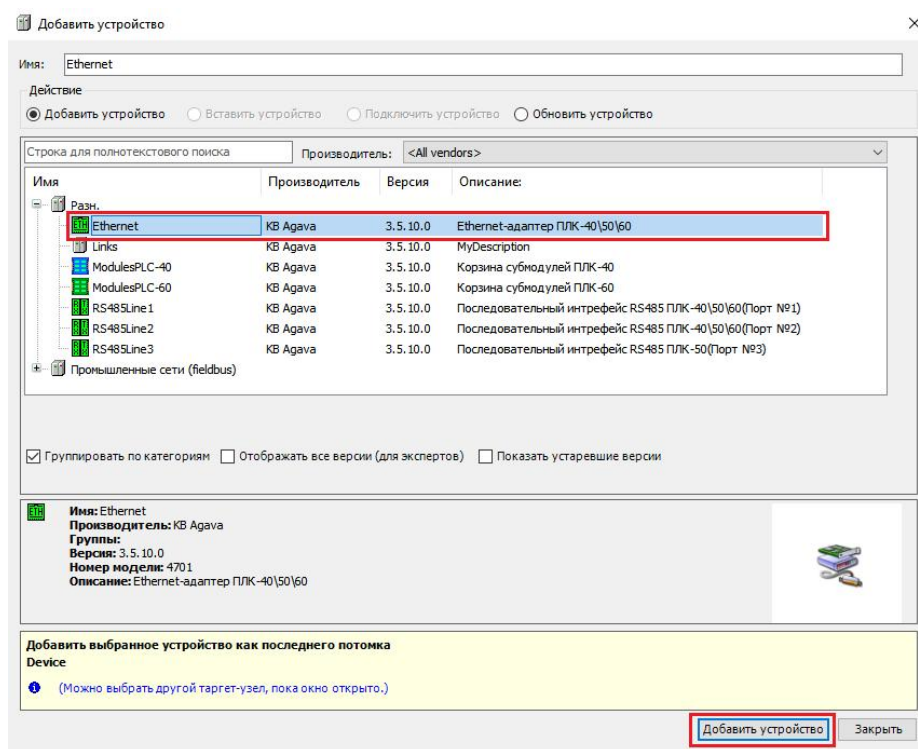 Добавить устройство
Имя: Ethernet
Действие
Добавить устройство Вставить устройство Подключить устройство Обновить устройство
Строка для полнотекстового поиска Производитель: <All vendors>
Имя Производитель Версия Описание:
Разн.
ETH Ethernet KB Agava 3.5.10.0 Ethernet-адаптер ПЛК-40\50\60
Links KB Agava 3.5.10.0 MyDescription
ModulesPLC-40 KB Agava 3.5.10.0 Корзина субмодулей ПЛК-40
ModulesPLC-60 KB Agava 3.5.10.0 Корзина субмодулей ПЛК-60
RS485Line1 KB Agava 3.5.10.0 Последовательный интрефейс RS485 ПЛК-40\50\60(Порт №1)
RS485Line2 KB Agava 3.5.10.0 Последовательный интрефейс RS485 ПЛК-40\50\60(Порт №2)
RS485Line3 KB Agava 3.5.10.0 Последовательный интрефейс RS485 ПЛК-50(Порт №3)
Промышленные сети (fieldbus)
Группировать по категориям Отображать все версии (для экспертов) Показать устаревшие версии
ETH Имя: Ethernet
Производитель: KB Agava
Группы:
Версия: 3.5.10.0
Номер модели: 4701
Описание: Ethernet-адаптер ПЛК-40\50\60
Добавить выбранное устройство как последнего потомка
Device
(Можно выбрать другой таргет-узел, пока окно открыто.)
Добавить устройство Закрыть